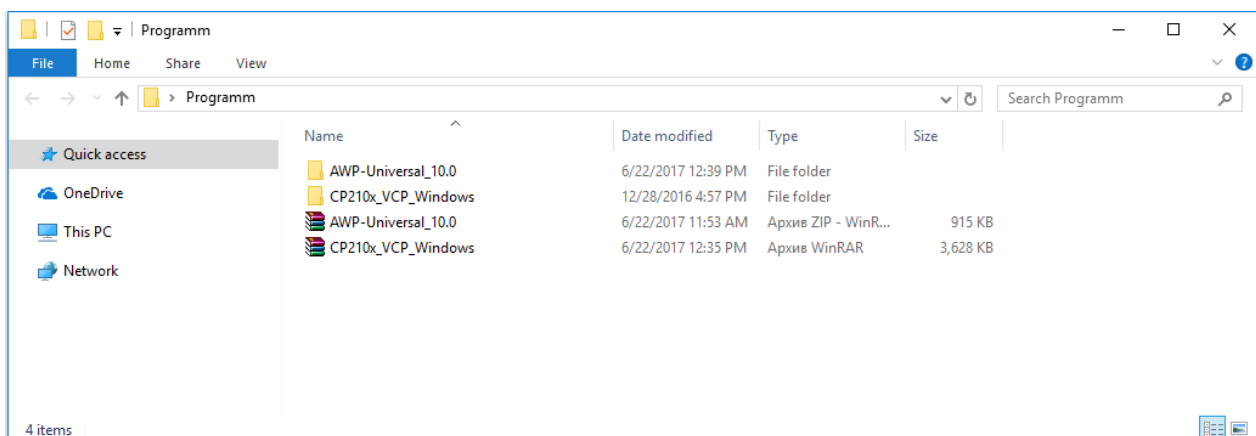 Programm
File Home Share View
Programm Search Programm
Name Date modified Type Size
Quick access
OneDrive
This PC
Network
AWP-Universal_10.0 6/22/2017 12:39 PM File folder
CP210x_VCP_Windows 12/28/2016 4:57 PM File folder
AWP-Universal_10.0 6/22/2017 11:53 AM Архив ZIP - WinR... 915 KB
CP210x_VCP_Windows 6/22/2017 12:35 PM Архив WinRAR 3,628 KB
4 items